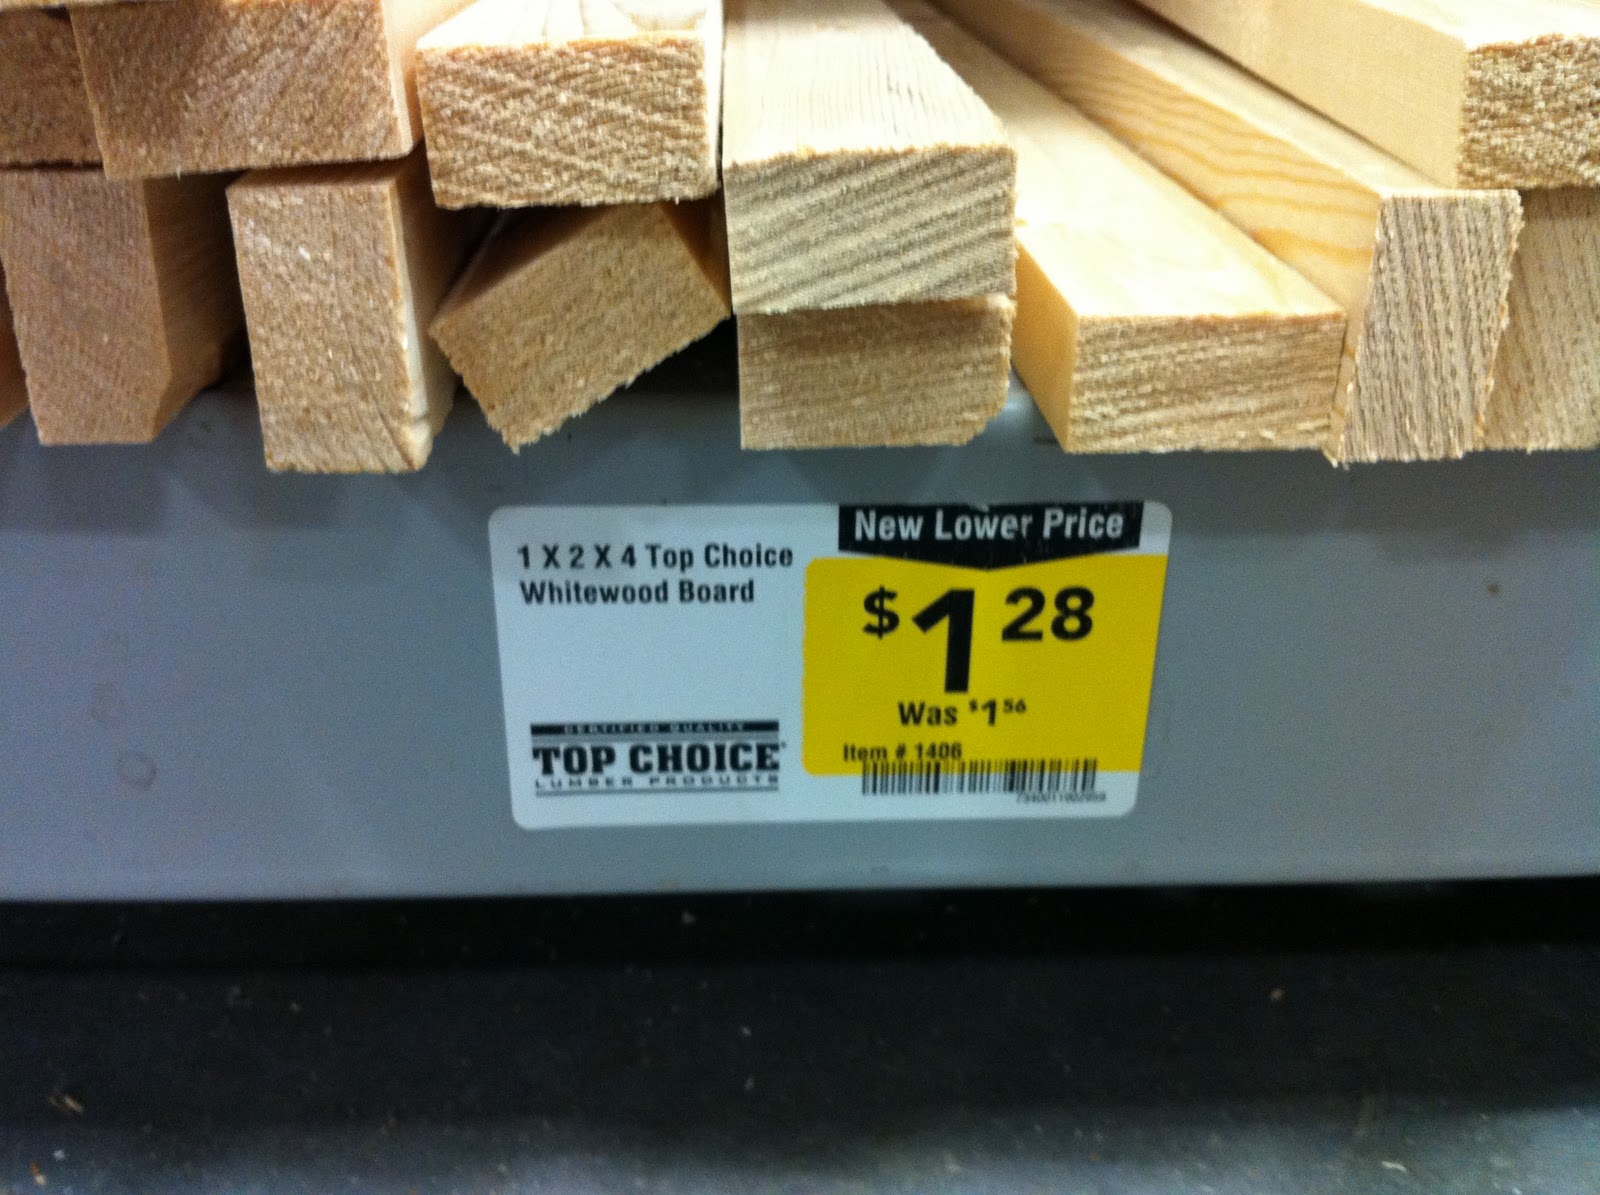 1 X 2 X 4 Top Choice
Whitewood Board
New Lower Price
$1 28
Was $1 56
Item # 1406
CERTIFIED QUALITY
TOP CHOICE
LUMBER PRODUCTS